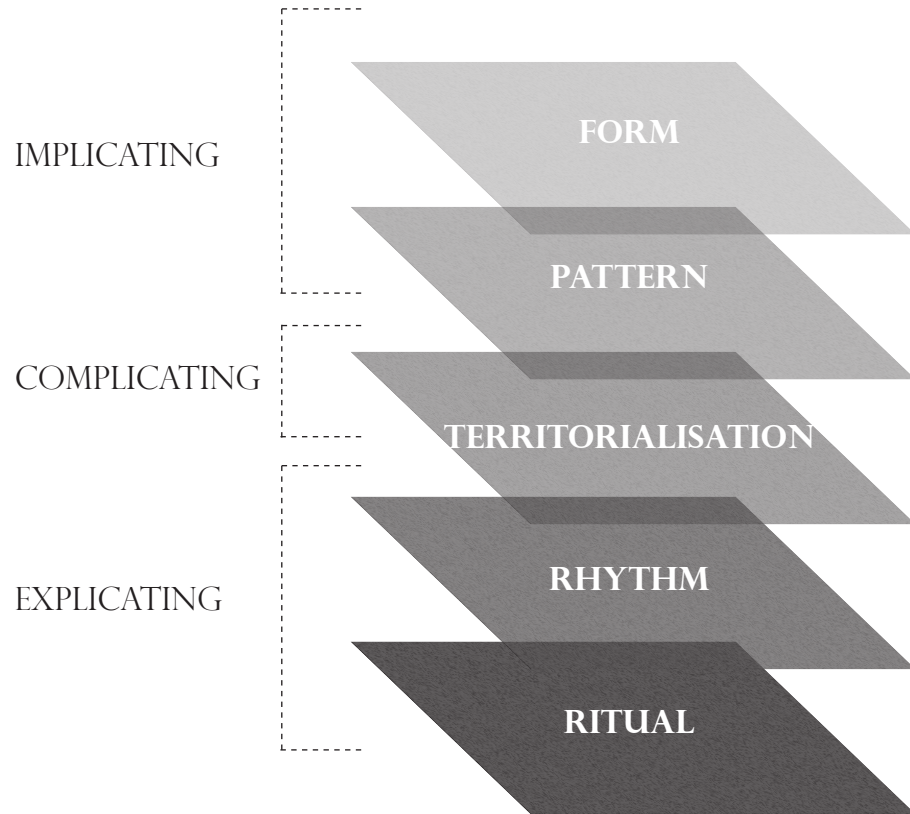 FORM
IMPLICATING
PATTERN
COMPLICATING
TERRITORIALISATION
RHYTHM
EXPLICATING
RITUAL